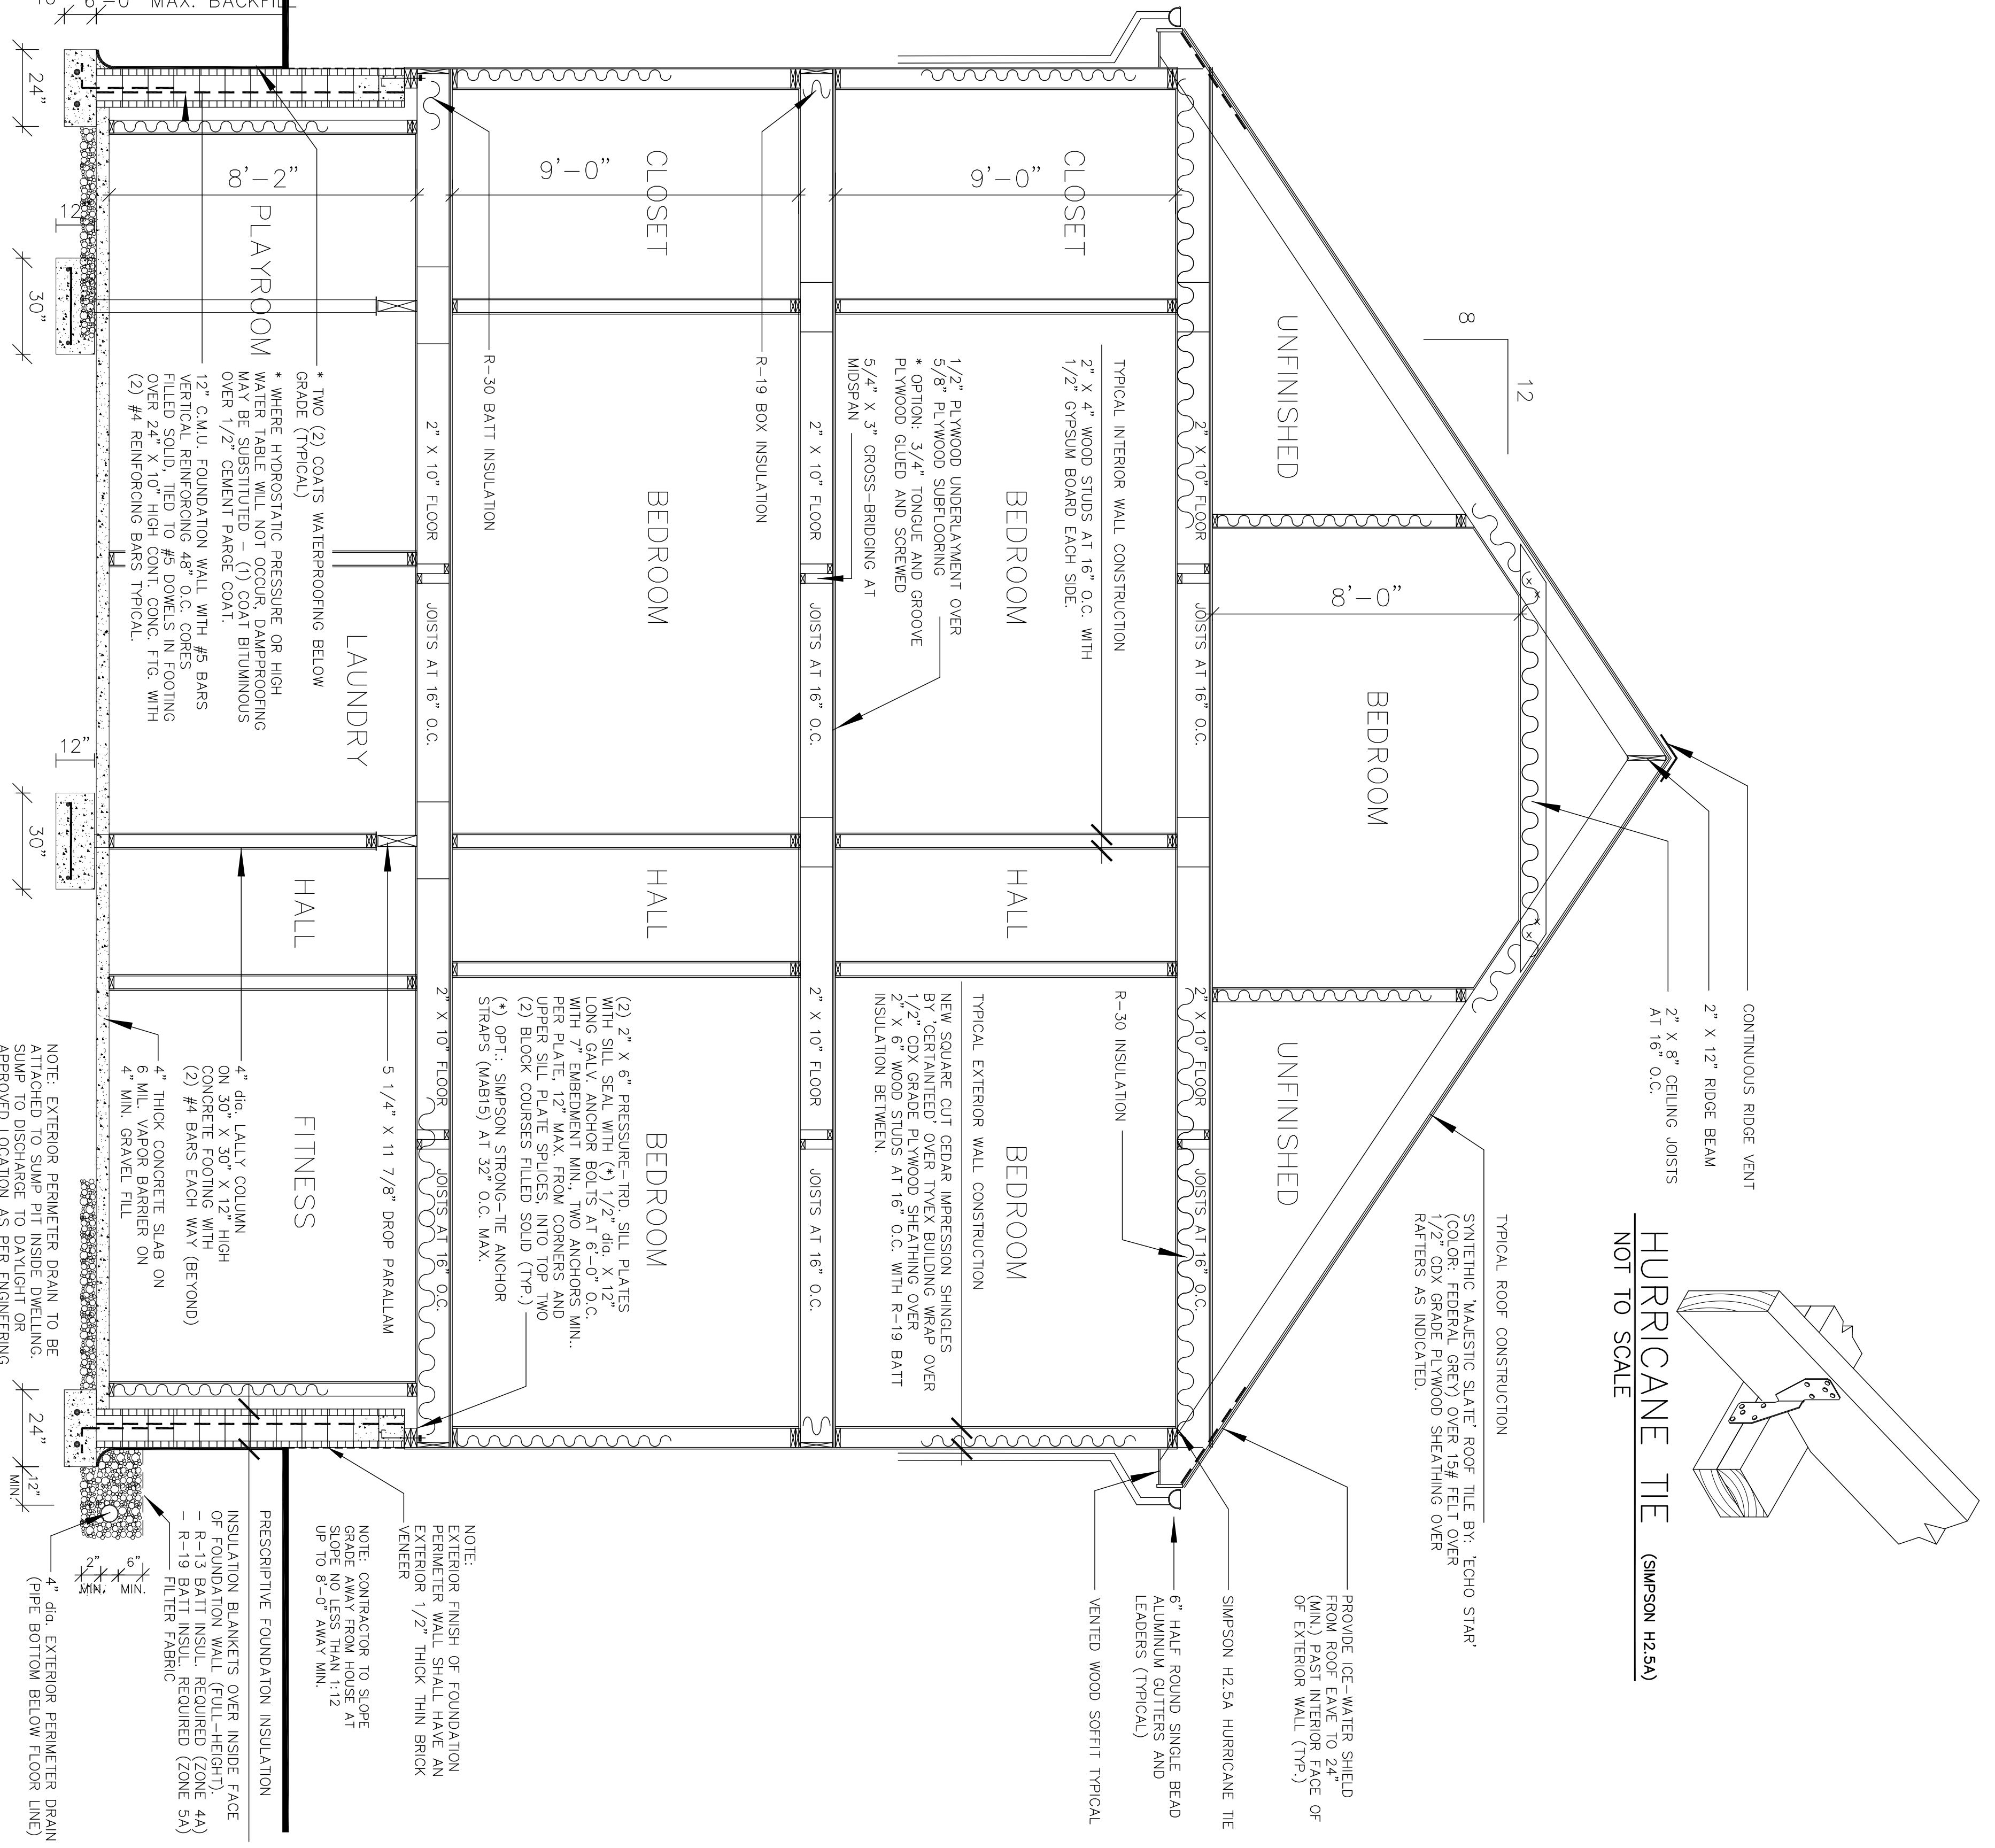 HURRICANE TIE (SIMPSON H2.5A)
NOT TO SCALE
CONTINUOUS RIDGE VENT
2" X 12" RIDGE BEAM
2" X 8" CEILING JOISTS
AT 16" O.C.
TYPICAL ROOF CONSTRUCTION
SYNTETHIC 'MAJESTIC SLATE' ROOF TILE BY: 'ECHO STAR'
(COLOR: FEDERAL GREY) OVER 15# FELT OVER
1/2" CDX GRADE PLYWOOD SHEATHING OVER
RAFTERS AS INDICATED.
12
8
8'-0"
BEDROOM
UNFINISHED
UNFINISHED
PROVIDE ICE-WATER SHIELD
FROM ROOF EAVE TO 24"
(MIN.) PAST INTERIOR FACE OF
OF EXTERIOR WALL (TYP.)
SIMPSON H2.5A HURRICANE TIE
6" HALF ROUND SINGLE BEAD
ALUMINUM GUTTERS AND
LEADERS (TYPICAL)
VENTED WOOD SOFFIT TYPICAL
2" X 10" FLOOR
JOISTS AT 16" O.C.
2" X 10" FLOOR
JOISTS AT 16" O.C.
R-30 INSULATION
TYPICAL INTERIOR WALL CONSTRUCTION
2" X 4" WOOD STUDS AT 16" O.C. WITH
1/2" GYPSUM BOARD EACH SIDE.
CLOSET
9'-0"
BEDROOM
HALL
BEDROOM
TYPICAL EXTERIOR WALL CONSTRUCTION
NEW SQUARE CUT CEDAR IMPRESSION SHINGLES
BY 'CERTAINTEED' OVER TYVEX BUILDING WRAP OVER
1/2" CDX GRADE PLYWOOD SHEATHING OVER
2" X 6" WOOD STUDS AT 16" O.C. WITH R-19 BATT
INSULATION BETWEEN.
1/2" PLYWOOD UNDERLAYMENT OVER
5/8" PLYWOOD SUBFLOORING
* OPTION: 3/4" TONGUE AND GROOVE
PLYWOOD GLUED AND SCREWED
5/4" X 3" CROSS-BRIDGING AT
MIDSPAN
2" X 10" FLOOR
JOISTS AT 16" O.C.
2" X 10" FLOOR
JOISTS AT 16" O.C.
R-19 BOX INSULATION
CLOSET
9'-0"
BEDROOM
HALL
BEDROOM
(2) 2" X 6" PRESSURE-TRD. SILL PLATES
WITH SILL SEAL WITH (*) 1/2" dia. X 12"
LONG GALV. ANCHOR BOLTS AT 6'-0" O.C.
WITH 7" EMBEDMENT MIN., TWO ANCHORS MIN..
PER PLATE, 12" MAX. FROM CORNERS AND
UPPER SILL PLATE SPLICES, INTO TOP TWO
(2) BLOCK COURSES FILLED SOLID (TYP.)
(*) OPT.: SIMPSON STRONG-TIE ANCHOR
STRAPS (MAB15) AT 32" O.C. MAX.
R-30 BATT INSULATION
2" X 10" FLOOR
JOISTS AT 16" O.C.
2" X 10" FLOOR
JOISTS AT 16" O.C.
5 1/4" X 11 7/8" DROP PARALLAM
NOTE:
EXTERIOR FINISH OF FOUNDATION
PERIMETER WALL SHALL HAVE AN
EXTERIOR 1/2" THICK THIN BRICK
VENEER
NOTE: CONTRACTOR TO SLOPE
GRADE AWAY FROM HOUSE AT
SLOPE NO LESS THAN 1:12
UP TO 8'-0" AWAY MIN.
* TWO (2) COATS WATERPROOFING BELOW
GRADE (TYPICAL)
* WHERE HYDROSTATIC PRESSURE OR HIGH
WATER TABLE WILL NOT OCCUR, DAMPPROOFING
MAY BE SUBSTITUTED - (1) COAT BITUMINOUS
OVER 1/2" CEMENT PARGE COAT.
12" C.M.U. FOUNDATION WALL WITH #5 BARS
VERTICAL REINFORCING 48" O.C. CORES
FILLED SOLID, TIED TO #5 DOWELS IN FOOTING
OVER 24" X 10" HIGH CONT. CONC. FTG. WITH
(2) #4 REINFORCING BARS TYPICAL.
8'-2"
PLAYROOM
LAUNDRY
HALL
FITNESS
4" dia. LALLY COLUMN
ON 30" X 30" X 12" HIGH
CONCRETE FOOTING WITH
(2) #4 BARS EACH WAY (BEYOND)
4" THICK CONCRETE SLAB ON
6 MIL. VAPOR BARRIER ON
4" MIN. GRAVEL FILL
PRESCRIPTIVE FOUNDATON INSULATION
INSULATION BLANKETS OVER INSIDE FACE
OF FOUNDATION WALL (FULL-HEIGHT).
- R-13 BATT INSUL. REQUIRED (ZONE 4A)
- R-19 BATT INSUL. REQUIRED (ZONE 5A)
FILTER FABRIC
4" dia. EXTERIOR PERIMETER DRAIN
(PIPE BOTTOM BELOW FLOOR LINE)
NOTE: EXTERIOR PERIMETER DRAIN TO BE
ATTACHED TO SUMP PIT INSIDE DWELLING.
SUMP TO DISCHARGE TO DAYLIGHT OR
APPROVED LOCATION AS PER ENGINEERING
6'-0" MAX. BACKFILL
10"
24"
12"
30"
12"
30"
24"
12"
MIN.
2"
MIN.
6"
MIN.